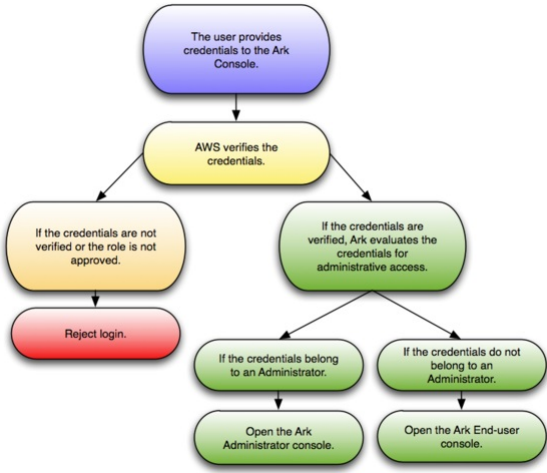 The user provides
credentials to the Ark
Console.
AWS verifies the
credentials.
If the credentials are not
verified or the role is not
approved.
If the credentials are
verified, Ark evaluates the
credentials for
administrative access.
Reject login.
If the credentials belong
to an Administrator.
If the credentials do not
belong to an
Administrator.
Open the Ark
Administrator console.
Open the Ark End-user
console.